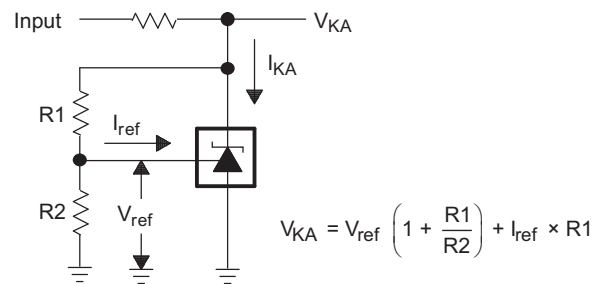 Input
V_KA
I_KA
R1
I_ref
R2
V_ref
V_KA = V_ref (1 + R1/R2) + I_ref × R1